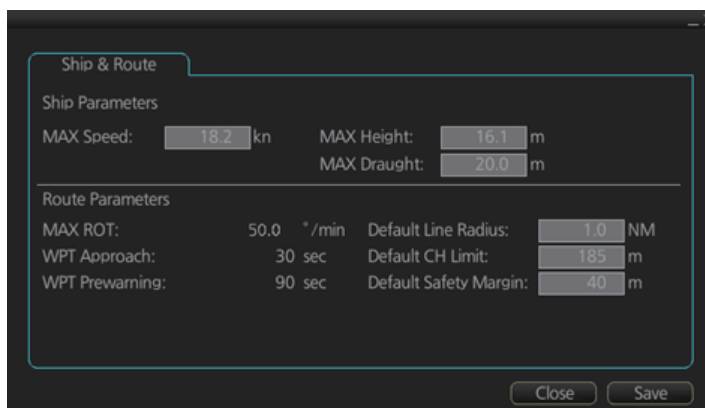 Ship & Route
Ship Parameters
MAX Speed: 18.2 kn MAX Height: 16.1 m
MAX Draught: 20.0 m
Route Parameters
MAX ROT: 50.0 °/min Default Line Radius: 1.0 NM
WPT Approach: 30 sec Default CH Limit: 185 m
WPT Prewarning: 90 sec Default Safety Margin: 40 m
Close Save